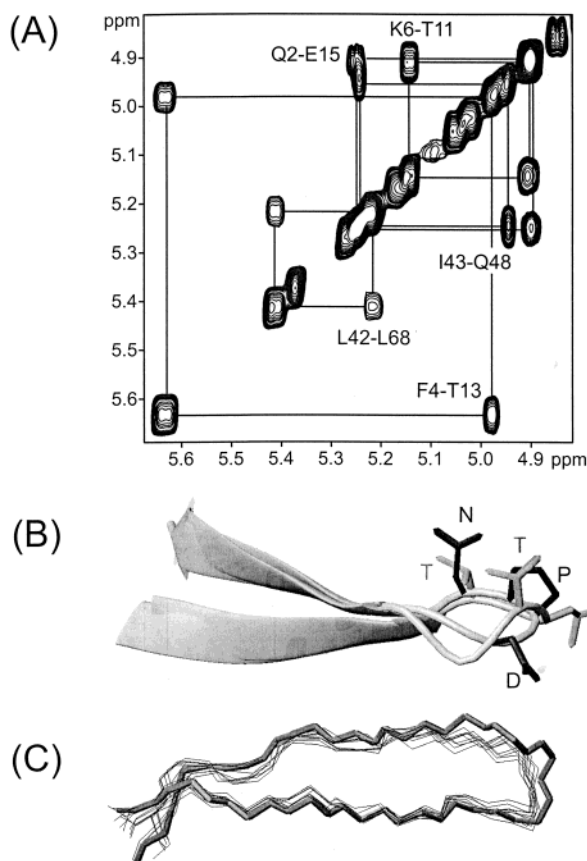 (A)
ppm
4.9
5.0
5.1
5.2
5.3
5.4
5.5
5.6
Q2-E15
K6-T11
I43-Q48
L42-L68
F4-T13
5.6 5.5 5.4 5.3 5.2 5.1 5.0 4.9 ppm
(B)
N
T
T
P
D
(C)